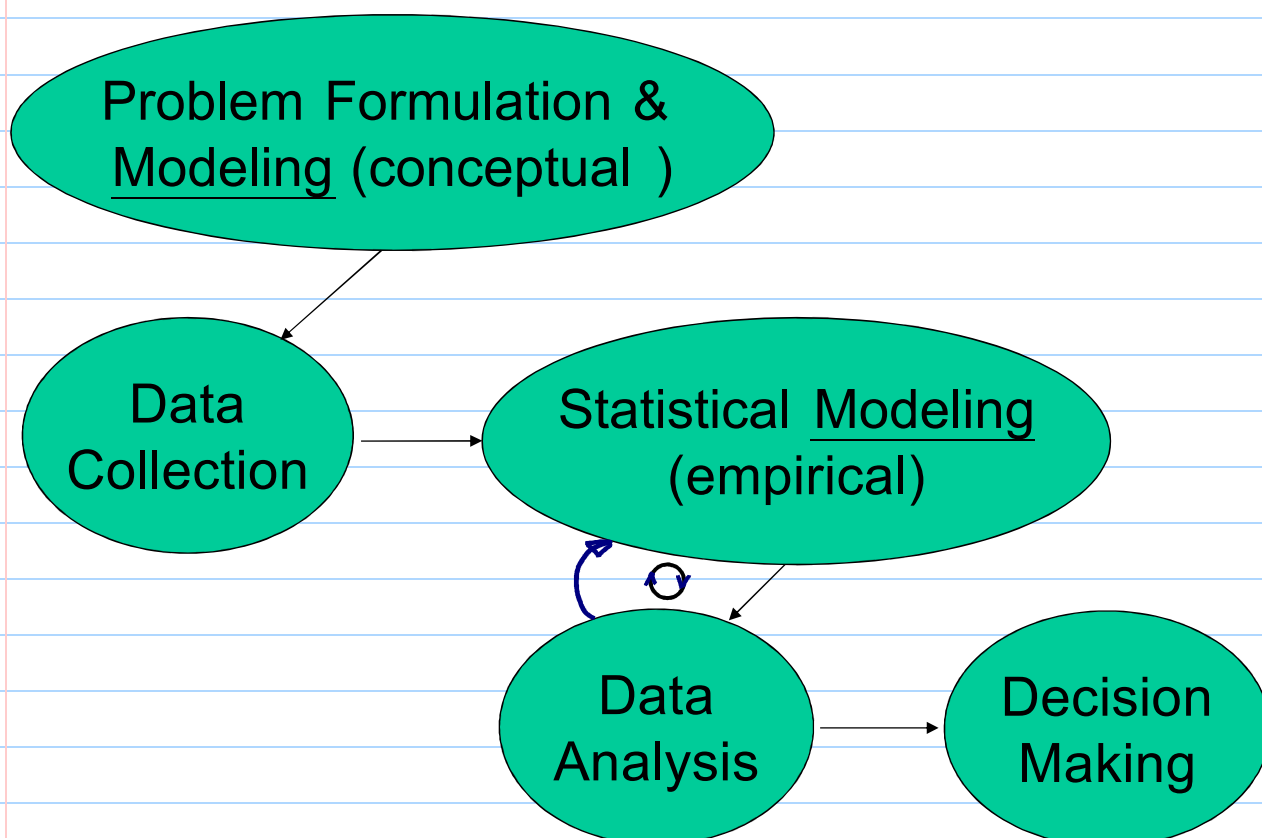 Problem Formulation &
Modeling (conceptual )
Data
Collection
Statistical Modeling
(empirical)
Data
Analysis
Decision
Making